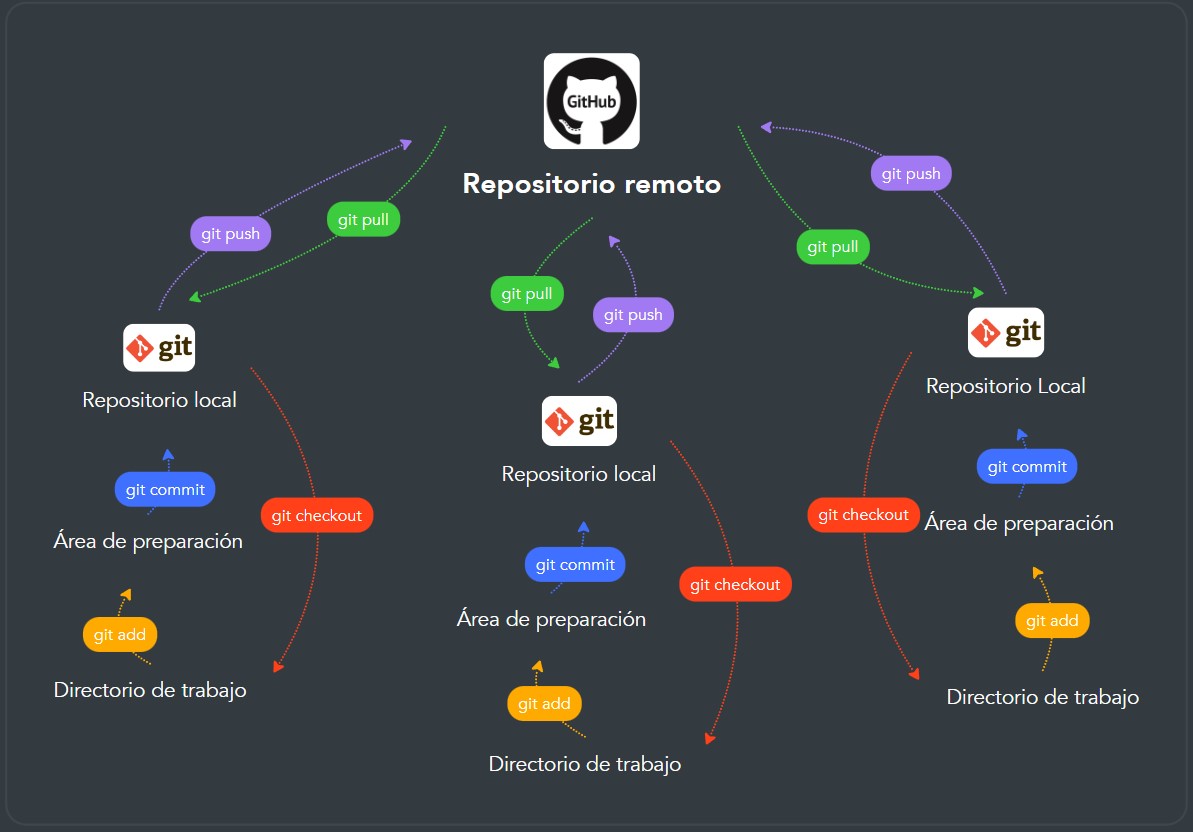 GitHub
Repositorio remoto
git push
git pull
git
Repositorio local
git commit
git checkout
Área de preparación
git add
Directorio de trabajo
git pull
git push
git
Repositorio local
git commit
git checkout
Área de preparación
git add
Directorio de trabajo
git push
git pull
git
Repositorio Local
git commit
git checkout
Área de preparación
git add
Directorio de trabajo